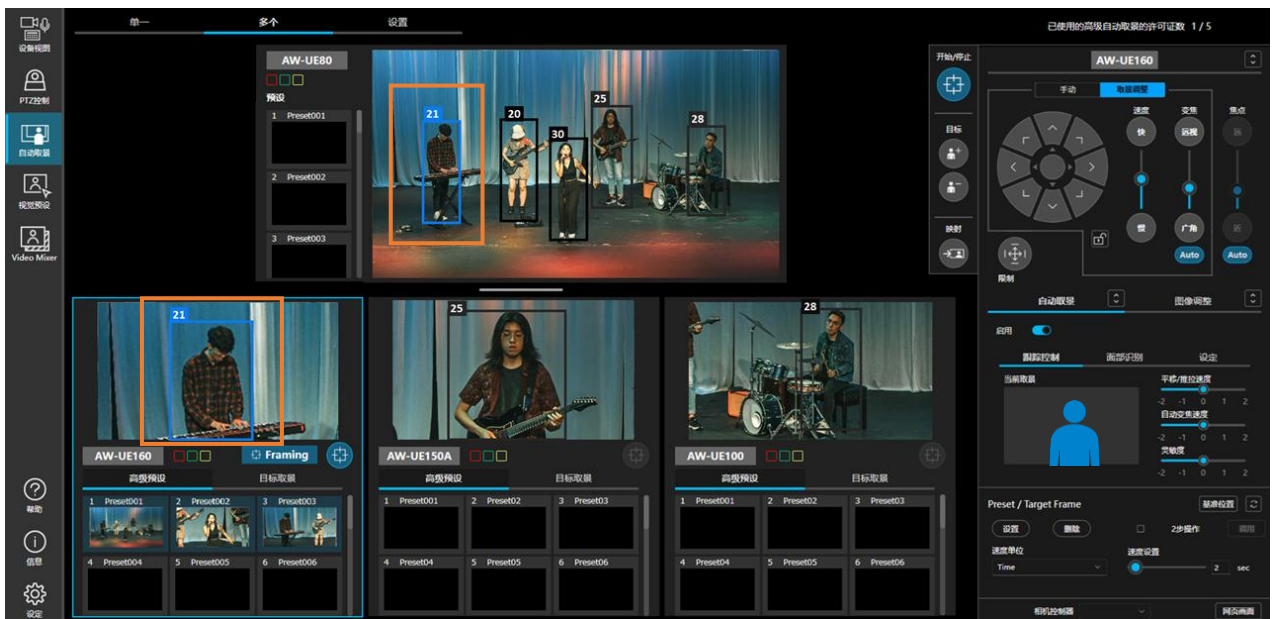 设备视图
PTZ控制
自动取景
视觉预设
Video Mixer
帮助
信息
设定
单一
多个
设置
已使用的高级自动取景的许可证数 1 / 5
AW-UE80
预设
1 Preset001
2 Preset002
3 Preset003
21
20
30
25
28
开始/停止
目标
映射
AW-UE160
手动
取景调整
速度
变焦
焦点
快
远视
远
慢
广角
近
Auto
Auto
限制
自动取景
图像调整
启用
跟踪控制
面部识别
设定
当前取景
平移/推拉速度
-2 -1 0 1 2
自动变焦速度
-2 -1 0 1 2
灵敏度
-2 -1 0 1 2
Preset / Target Frame
基准位置
设置
删除
2步操作
调用
速度单位
速度设置
Time
2 sec
相机控制器
网页画面
21
AW-UE160
Framing
高级预设
目标取景
1 Preset001
2 Preset002
3 Preset003
4 Preset004
5 Preset005
6 Preset006
25
AW-UE150A
高级预设
目标取景
1 Preset001
2 Preset02
3 Preset03
4 Preset04
5 Preset05
6 Preset06
28
AW-UE100
高级预设
目标取景
1 Preset001
2 Preset02
3 Preset03
4 Preset04
5 Preset05
6 Preset06